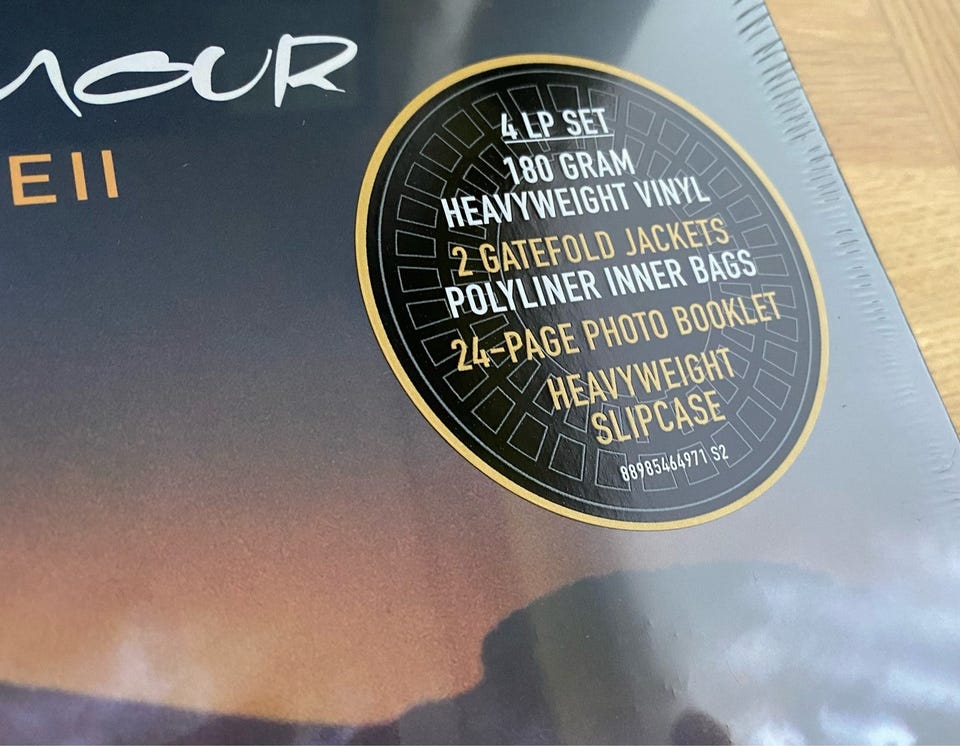 MOUR
EII
4 LP SET
180 GRAM
HEAVYWEIGHT VINYL
2 GATEFOLD JACKETS
POLYLINER INNER BAGS
24-PAGE PHOTO BOOKLET
HEAVYWEIGHT
SLIPCASE
88985464971 S2